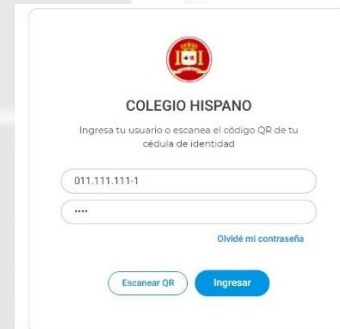 COLEGIO HISPANO
Ingresa tu usuario o escanea el código QR de tu
cédula de identidad
011.111.111-1
••••
Olvidé mi contraseña
Escanear QR
Ingresar